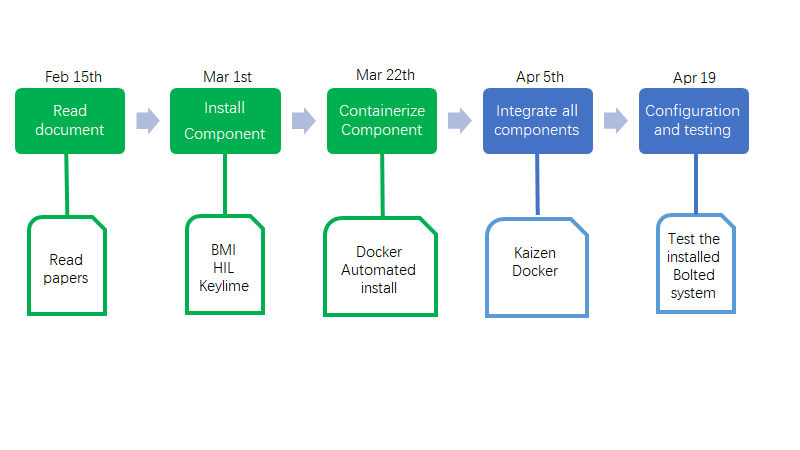 Feb 15th
Read
document
Read
papers
Mar 1st
Install
Component
BMI
HIL
Keylime
Mar 22th
Containerize
Component
Docker
Automated
install
Apr 5th
Integrate all
components
Kaizen
Docker
Apr 19
Configuration
and testing
Test the
installed
Bolted
system